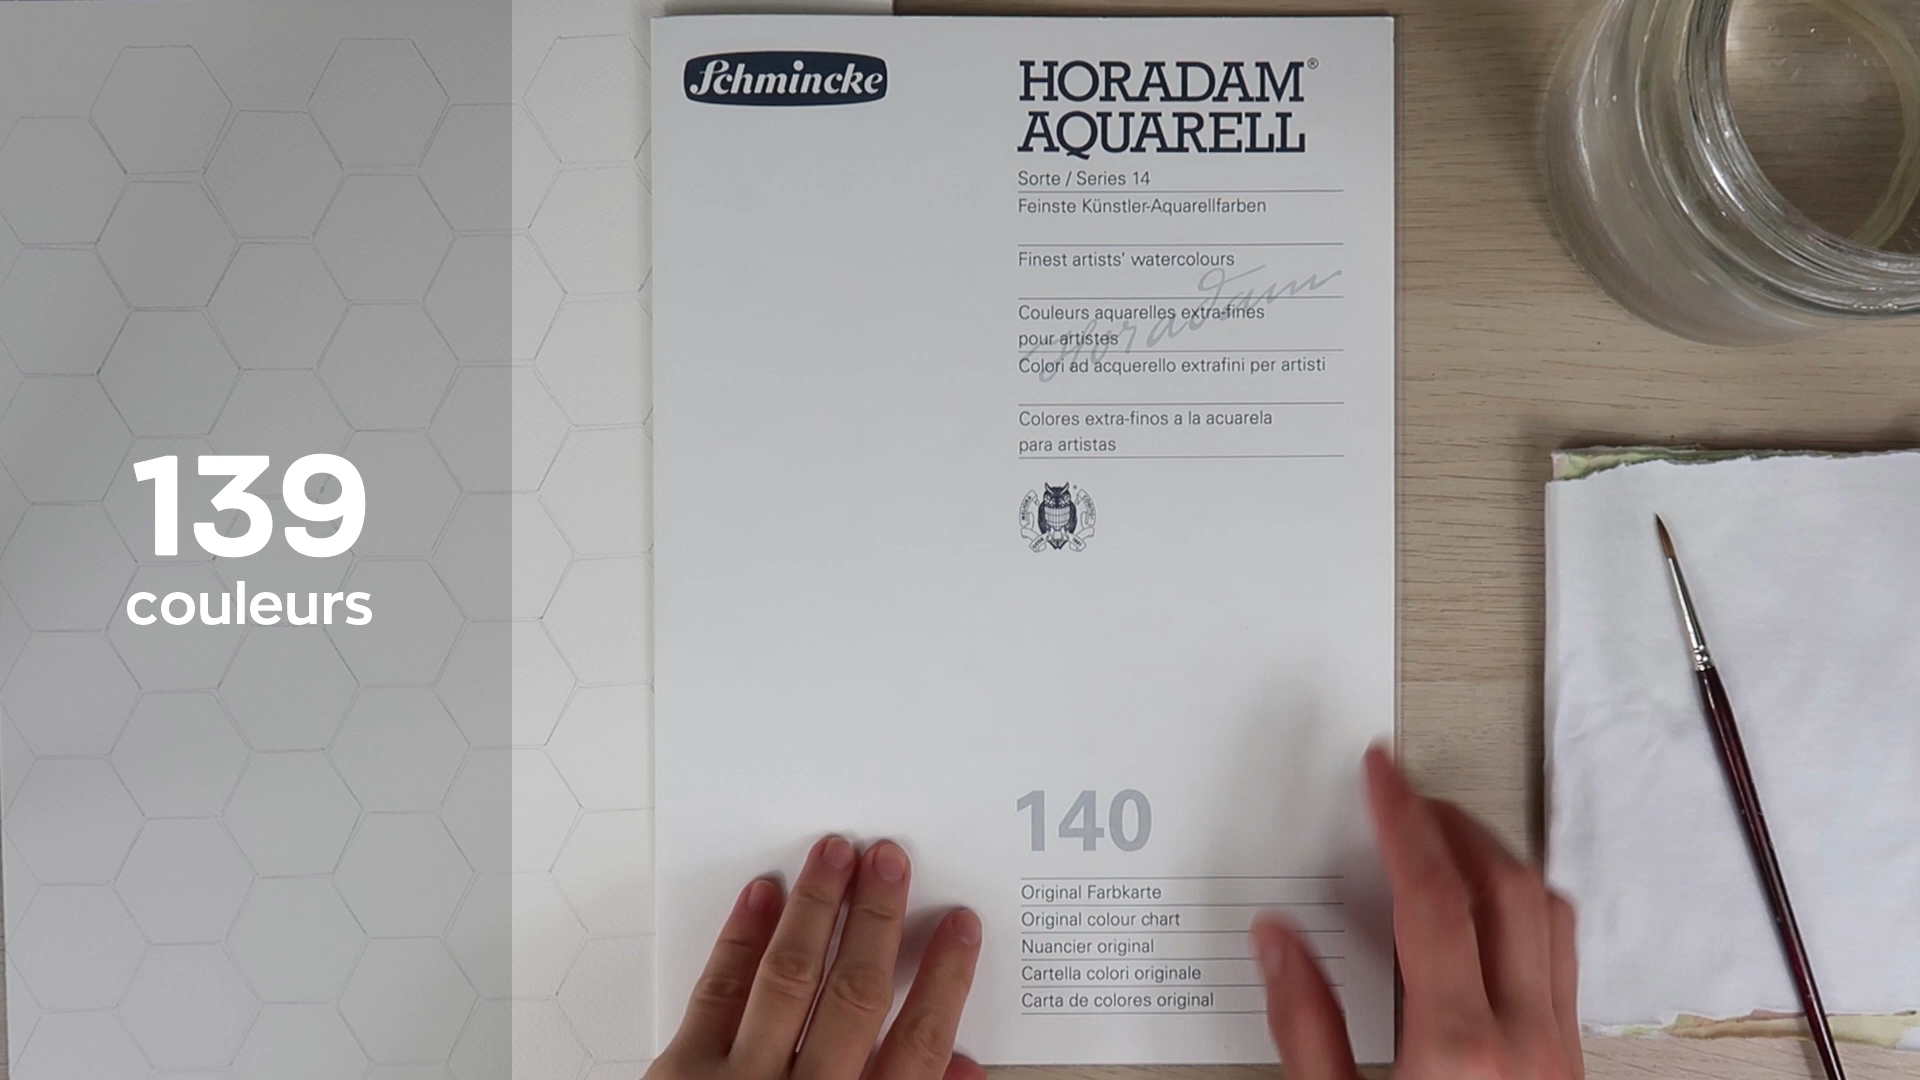 139
couleurs
Schmincke
HORADAM®
AQUARELL
Sorte / Series 14
Feinste Künstler-Aquarellfarben
Finest artists' watercolours
Couleurs aquarelles extra-fines
pour artistes
Horadam
Colori ad acquerello extrafini per artisti
Colores extra-finos a la acuarela
para artistas
140
Original Farbkarte
Original colour chart
Nuancier original
Cartella colori originale
Carta de colores original